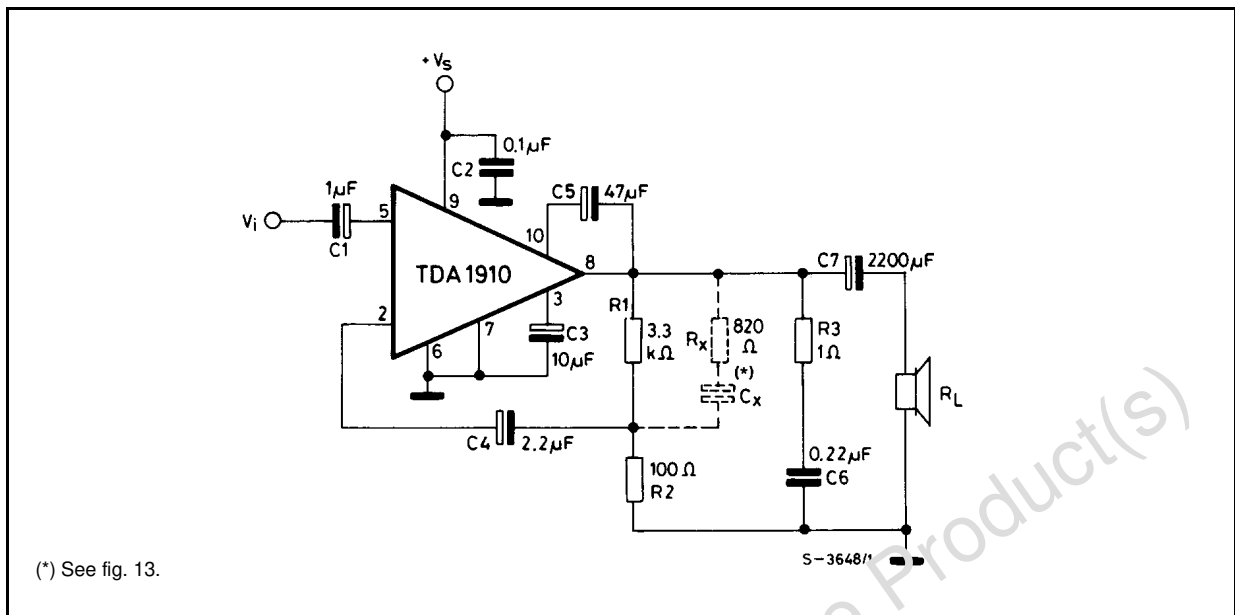 + Vs
0.1µF
C2
9
1µF
C5
47µF
5
10
Vi
C1
TDA 1910
8
C7
2200µF
3
R1
2
7
C3
3.3
kΩ
Rx
820
Ω
R3
1Ω
6
10µF
(*)
Cx
RL
C4
2.2µF
0.22µF
C6
100Ω
R2
S-3648/1
(*) See fig. 13.
e Product(s)